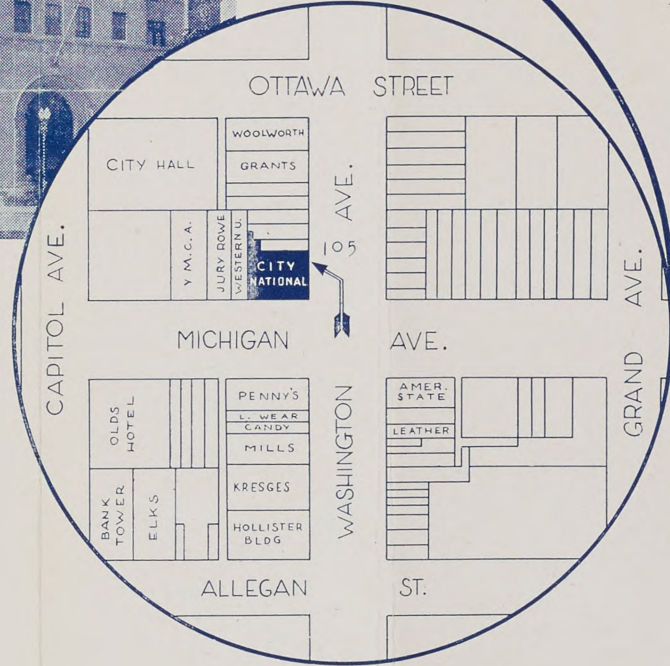 OTTAWA STREET
CITY HALL
WOOLWORTH
GRANTS
Y M.C.A.
JURY ROWE
WESTERN U.
CITY
NATIONAL
105
CAPITOL AVE.
WASHINGTON AVE.
GRAND AVE.
MICHIGAN AVE.
OLDS
HOTEL
BANK
TOWER
ELKS
PENNY'S
L. WEAR
CANDY
MILLS
KRESGES
HOLLISTER
BLDG
AMER.
STATE
LEATHER
ALLEGAN ST.